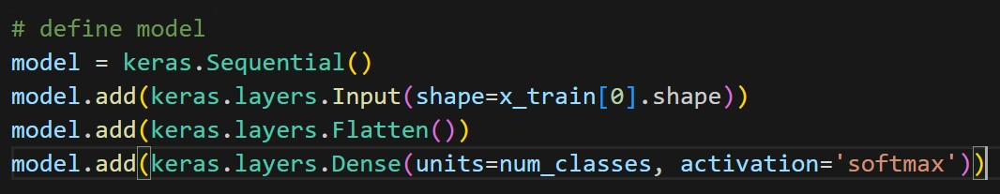 # define model
model = keras.Sequential()
model.add(keras.layers.Input(shape=x_train[0].shape))
model.add(keras.layers.Flatten())
model.add(keras.layers.Dense(units=num_classes, activation='softmax'))